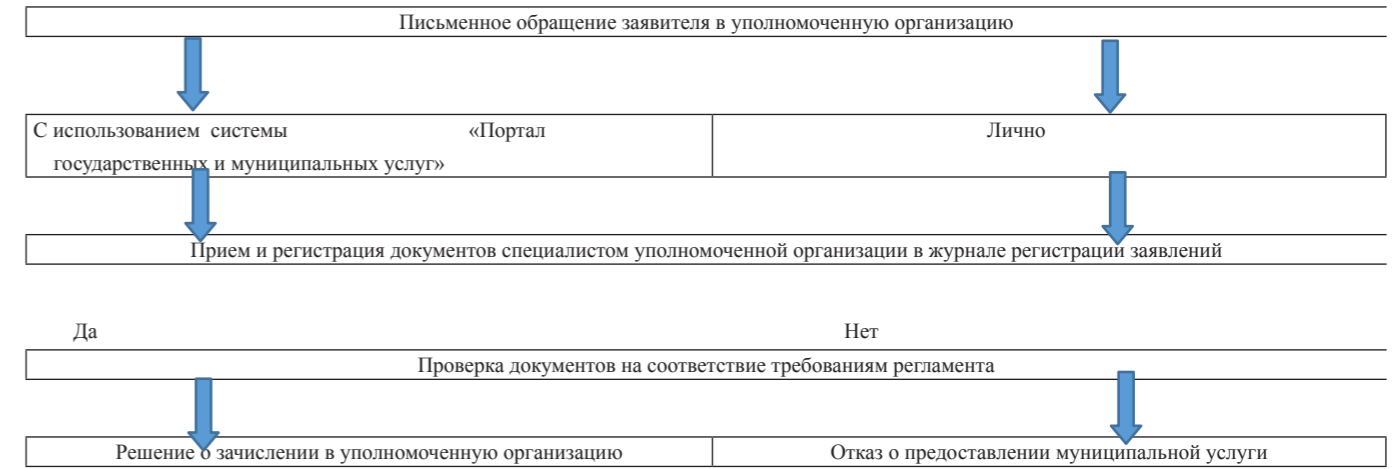 Письменное обращение заявителя в уполномоченную организацию
С использованием системы «Портал
государственных и муниципальных услуг»
Лично
Прием и регистрация документов специалистом уполномоченной организации в журнале регистрации заявлений
Да Нет
Проверка документов на соответствие требованиям регламента
Решение о зачислении в уполномоченную организацию
Отказ о предоставлении муниципальной услуги